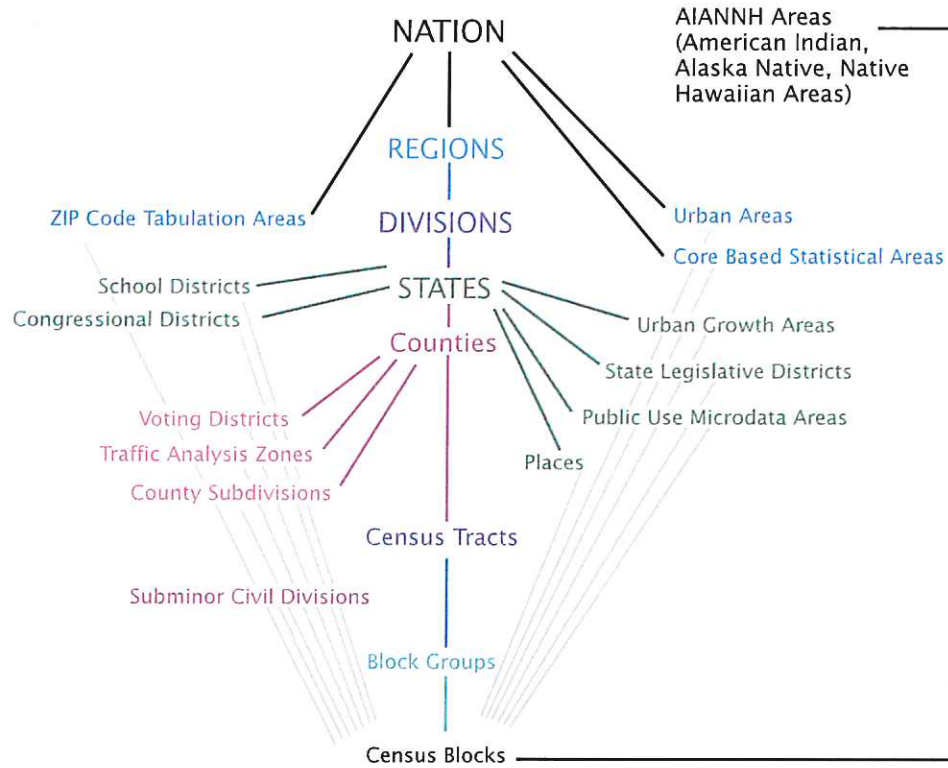 NATION
AIANNH Areas
(American Indian,
Alaska Native, Native
Hawaiian Areas)
REGIONS
ZIP Code Tabulation Areas
DIVISIONS
Urban Areas
Core Based Statistical Areas
School Districts
STATES
Congressional Districts
Urban Growth Areas
Counties
State Legislative Districts
Voting Districts
Public Use Microdata Areas
Traffic Analysis Zones
Places
County Subdivisions
Census Tracts
Subminor Civil Divisions
Block Groups
Census Blocks